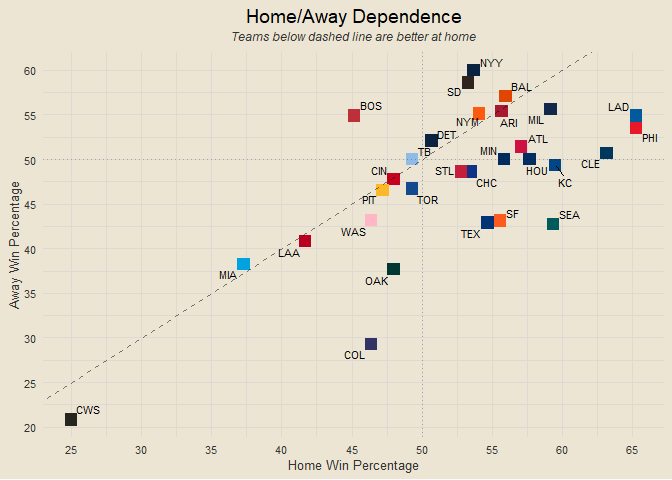 Home/Away Dependence
Teams below dashed line are better at home
60
NYY
SD
BAL
55
BOS
LAD
NYM
ARI
MIL
PHI
DET
ATL
50
TB
MIN
HOU
CLE
CIN
STL
CHC
KC
45
PIT
TOR
WAS
SF
SEA
TEX
40
LAA
MIA
OAK
35
30
COL
25
CWS
20
25
30
35
40
45
50
55
60
65
Home Win Percentage
Away Win Percentage